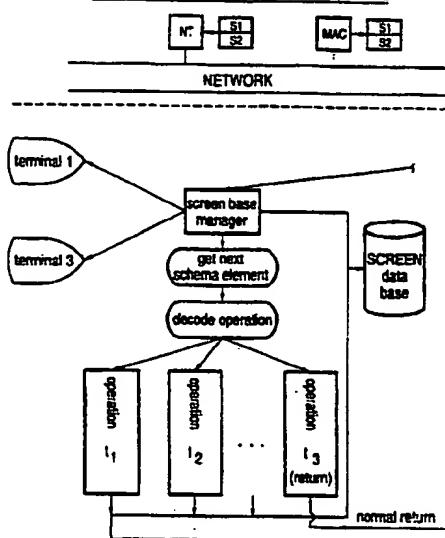 S1
S2
MAC
S1
S2
NETWORK
terminal 1
screen base
manager
terminal 3
get next
schema element
SCREEN
data
base
decode operation
operation
t1
operation
t2
. . .
operation
t3
(return)
normal return